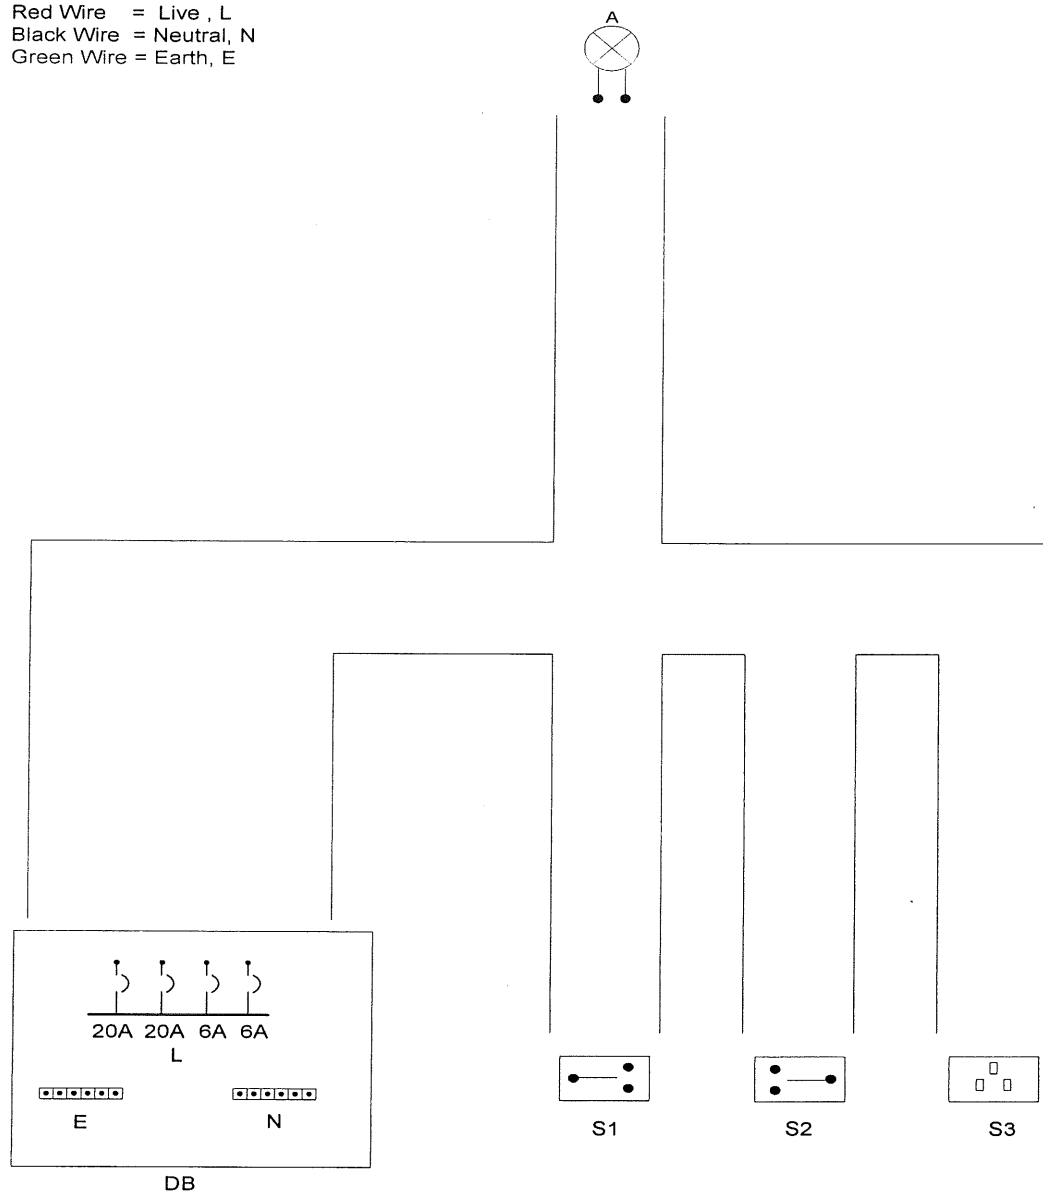 Red Wire = Live , L
Black Wire = Neutral, N
Green Wire = Earth, E
A
20A 20A 6A 6A
L
E N
DB
S1 S2 S3